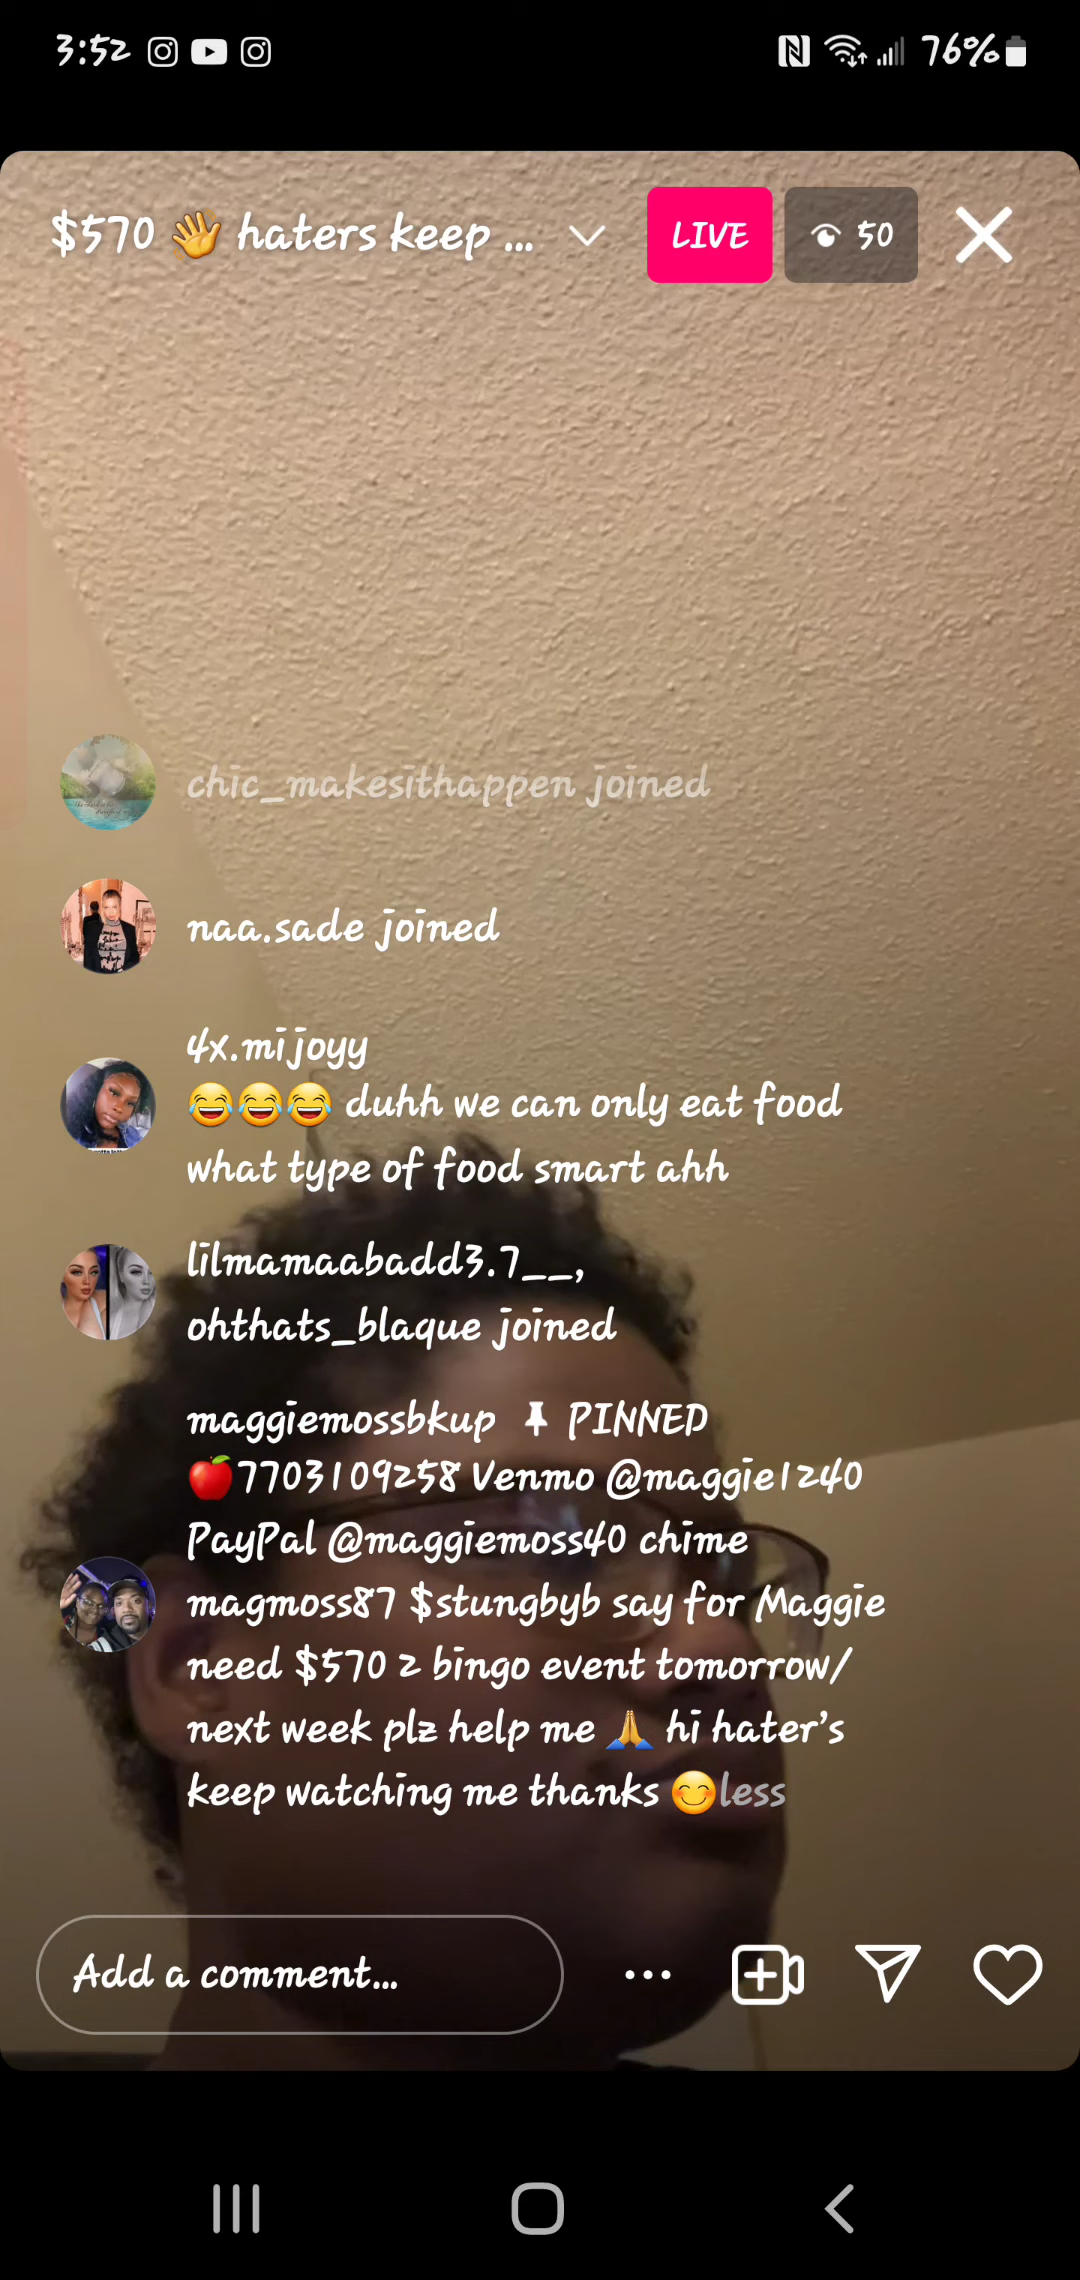 3:52
76%
$570 👋 haters keep ...
LIVE
50
chic_makesithappen joined
naa.sade joined
4x.mijoyy
😂😂😂 duhh we can only eat food
what type of food smart ahh
lilmamaabadd3.7__,
ohthats_blaque joined
maggiemossbkup 📌 PINNED
🍎7703109258 Venmo @maggie1240
PayPal @maggiemoss40 chime
magmoss87 $stungbyb say for Maggie
need $570 2 bingo event tomorrow/
next week plz help me 🙏 hi hater's
keep watching me thanks 😊less
Add a comment...